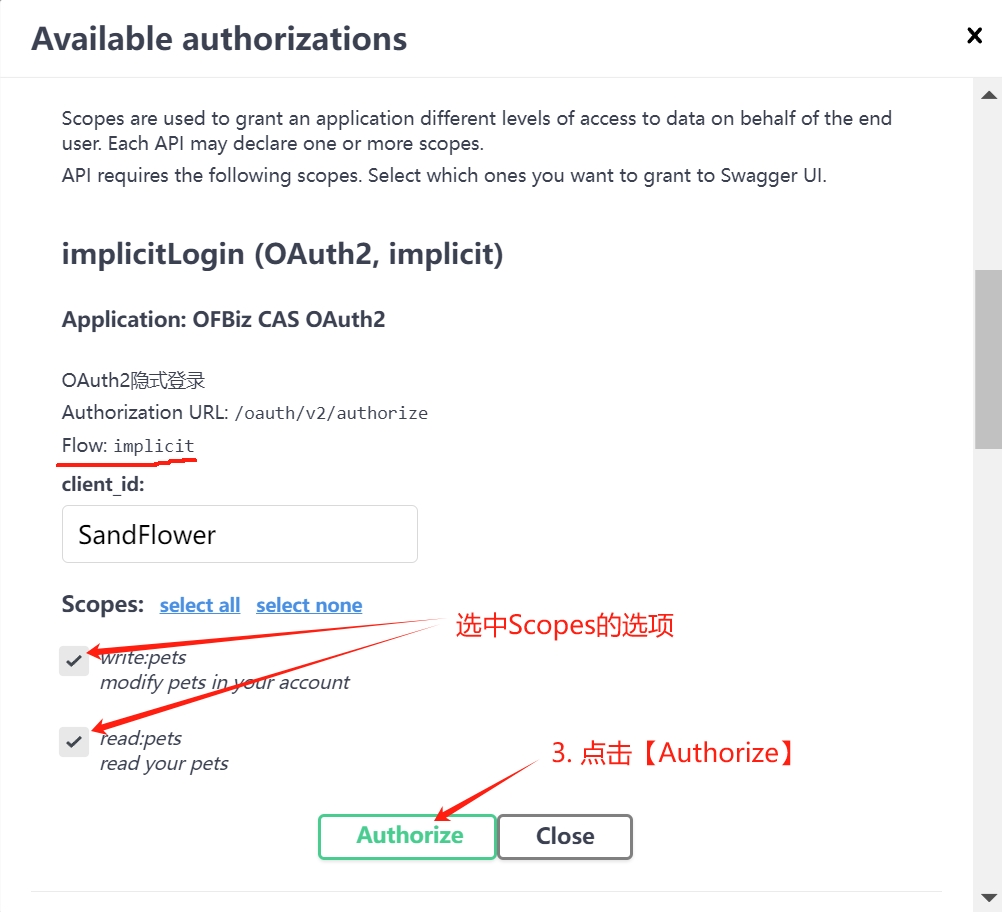 Available authorizations
Scopes are used to grant an application different levels of access to data on behalf of the end
user. Each API may declare one or more scopes.
API requires the following scopes. Select which ones you want to grant to Swagger UI.
implicitLogin (OAuth2, implicit)
Application: OFBiz CAS OAuth2
OAuth2隐式登录
Authorization URL: /oauth/v2/authorize
Flow: implicit
client_id:
SandFlower
Scopes: select all select none
选中Scopes的选项
write:pets
modify pets in your account
read:pets
read your pets
3. 点击【Authorize】
Authorize Close